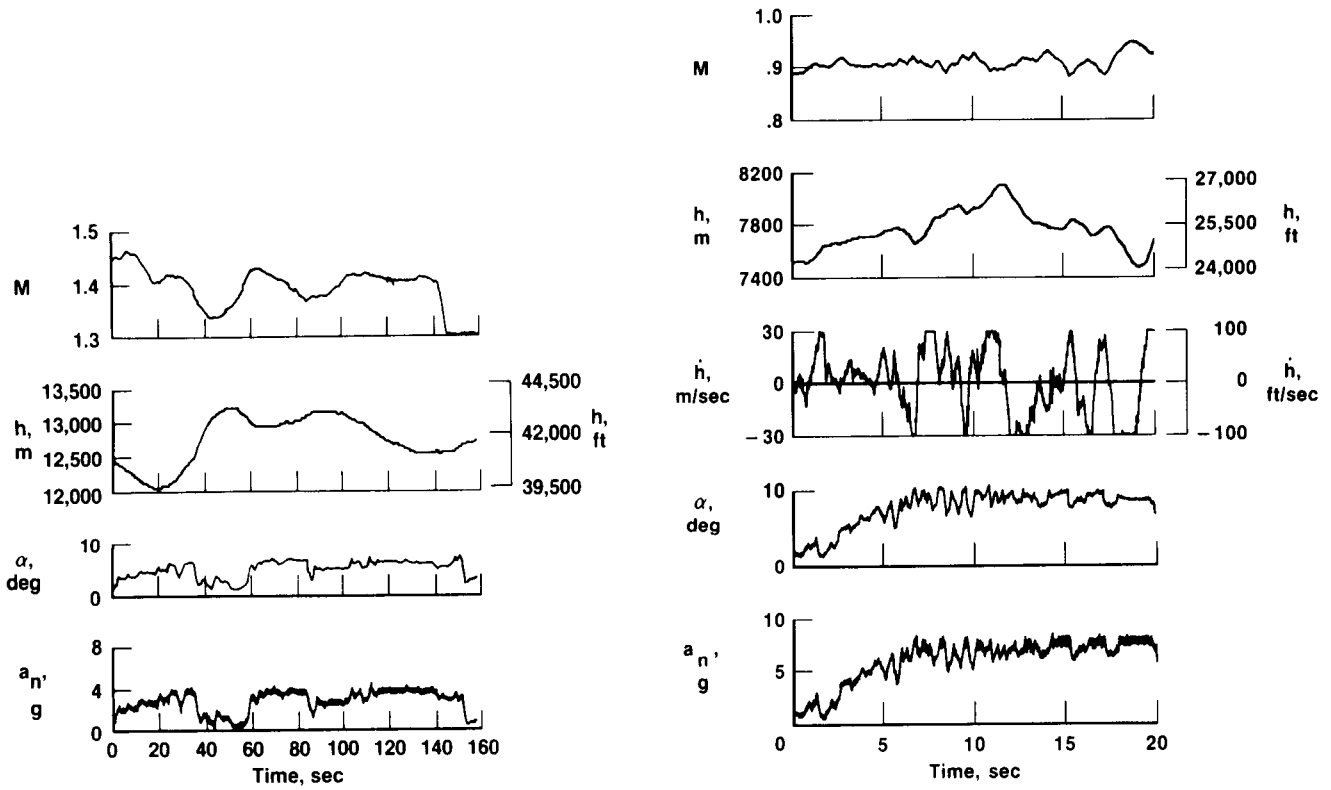 1.5
M
1.4
1.3
13,500
44,500
h,
m
13,000
42,000
h,
ft
12,500
12,000
39,500
α,
deg
10
0
an,
g
8
4
0
0 20 40 60 80 100 120 140 160
Time, sec
1.0
M
.9
.8
8200
27,000
h,
m
7800
25,500
h,
ft
7400
24,000
30
100
ḣ,
m/sec
0
0
ḣ,
ft/sec
−30
−100
α,
deg
10
0
an,
g
10
5
0 5 10 15 20
Time, sec